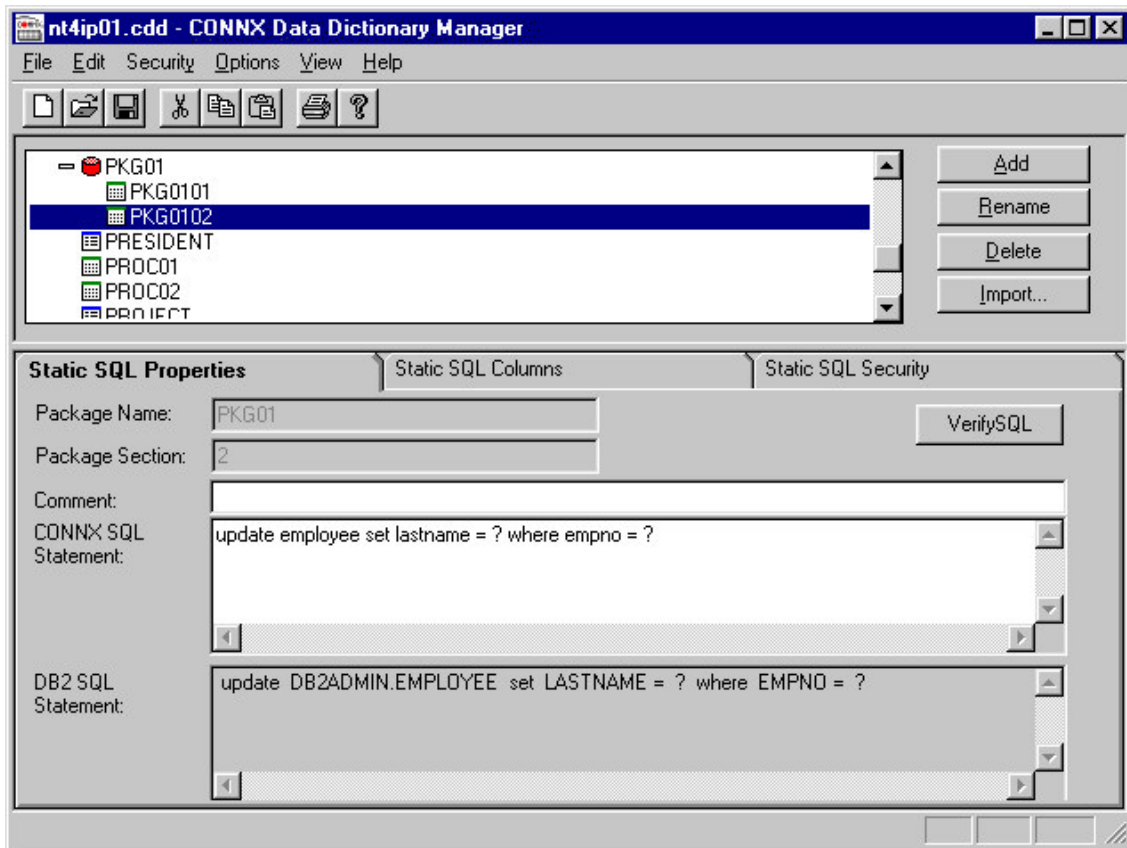 nt4ip01.cdd - CONNX Data Dictionary Manager
File Edit Security Options View Help
PKG01
PKG0101
PKG0102
PRESIDENT
PROC01
PROC02
PROJECT
Add
Rename
Delete
Import...
Static SQL Properties Static SQL Columns Static SQL Security
Package Name: PKG01 VerifySQL
Package Section: 2
Comment:
CONNX SQL
Statement:
update employee set lastname = ? where empno = ?
DB2 SQL
Statement:
update DB2ADMIN.EMPLOYEE set LASTNAME = ? where EMPNO = ?